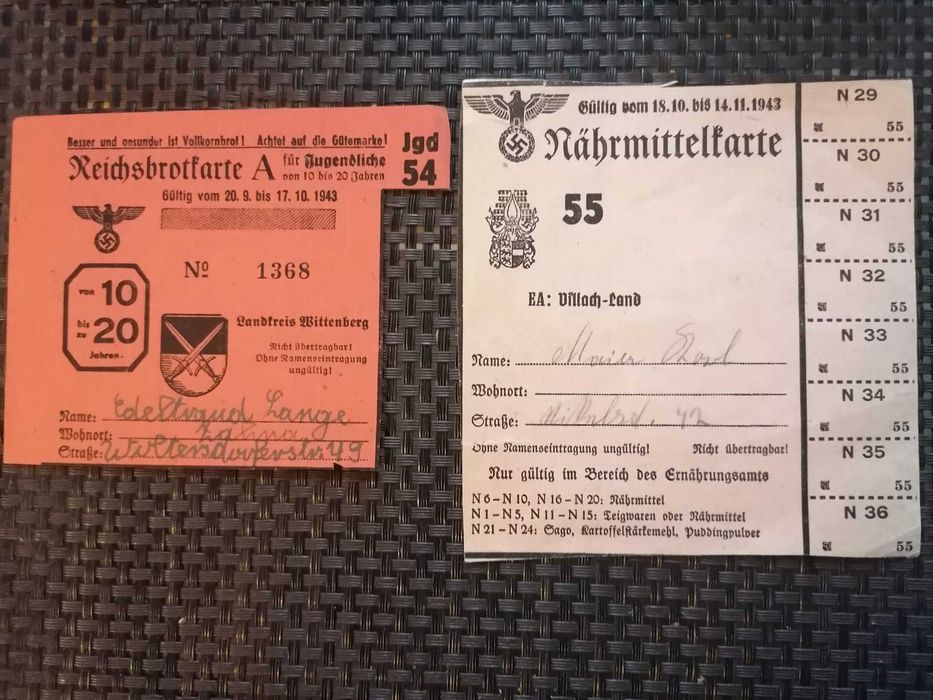 Besser und gesunder ist Vollkornbrot! Achtet auf die Gütemarke!
Reichsbrotkarte A für Jugendliche von 10 bis 20 Jahren
Jgd
54
Gültig vom 20. 9. bis 17. 10. 1943
No 1368
von 10
bis zu 20
Jahren.
Landkreis Wittenberg
Nicht übertragbar!
Ohne Namenseintragung
ungültig!
Name: Edeltraud Lange
Wohnort: Zahna
Straße: 49
Gültig vom 18.10. bis 14.11.1943
Nährmittelkarte
55
EA: Villach-Land
Name: Maier
Wohnort:
Straße: 42
Ohne Namenseintragung ungültig! Nicht übertragbar!
Nur gültig im Bereich des Ernährungsamts
N 6 – N 10, N 16 – N 20: Nährmittel
N 1 – N 5, N 11 – N 15: Teigwaren oder Nährmittel
N 21 – N 24: Sago, Kartoffelstärkemehl, Puddingpulver
N 29
55
N 30
55
N 31
55
N 32
55
N 33
55
N 34
55
N 35
55
N 36
55